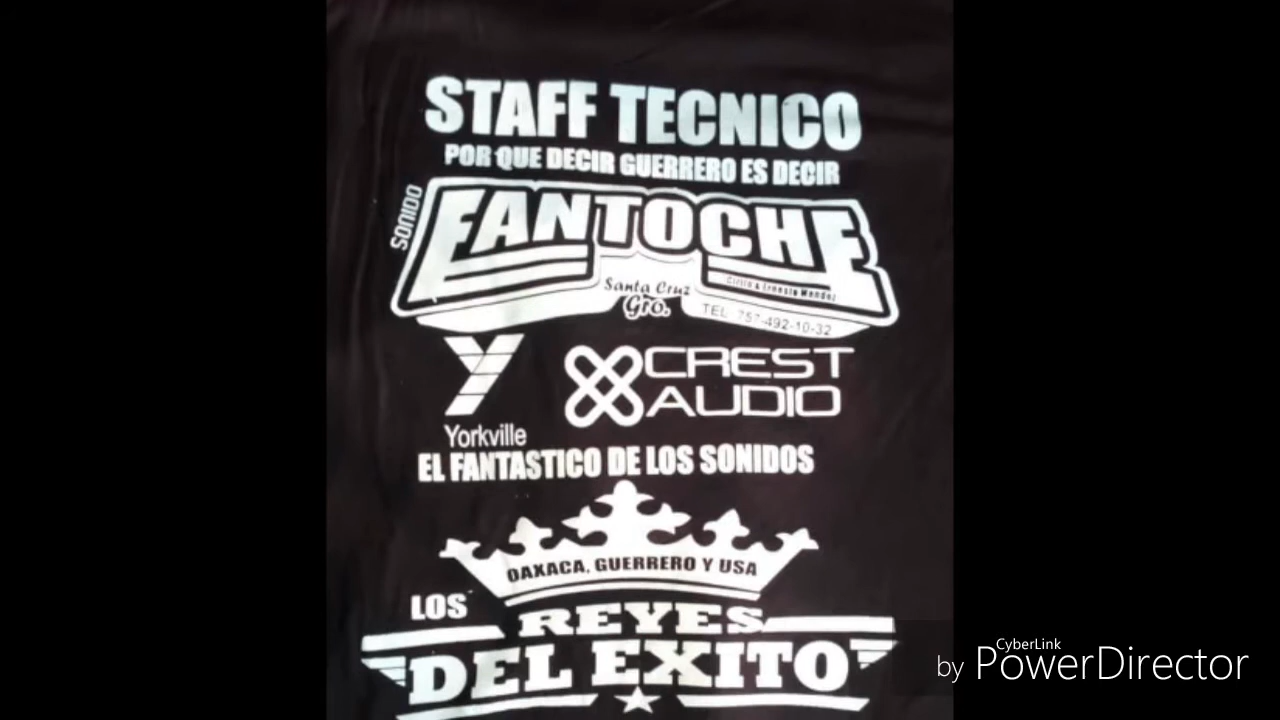 STAFF TECNICO
POR QUE DECIR GUERRERO ES DECIR
SONIDO
FANTOCHE
Santa Cruz
Gro.
Cirilo & Ernesto Mendez
TEL. 757-492-10-32
Yorkville
CREST
AUDIO
EL FANTASTICO DE LOS SONIDOS
OAXACA, GUERRERO Y USA
LOS
REYES
DEL EXITO
CyberLink
by PowerDirector